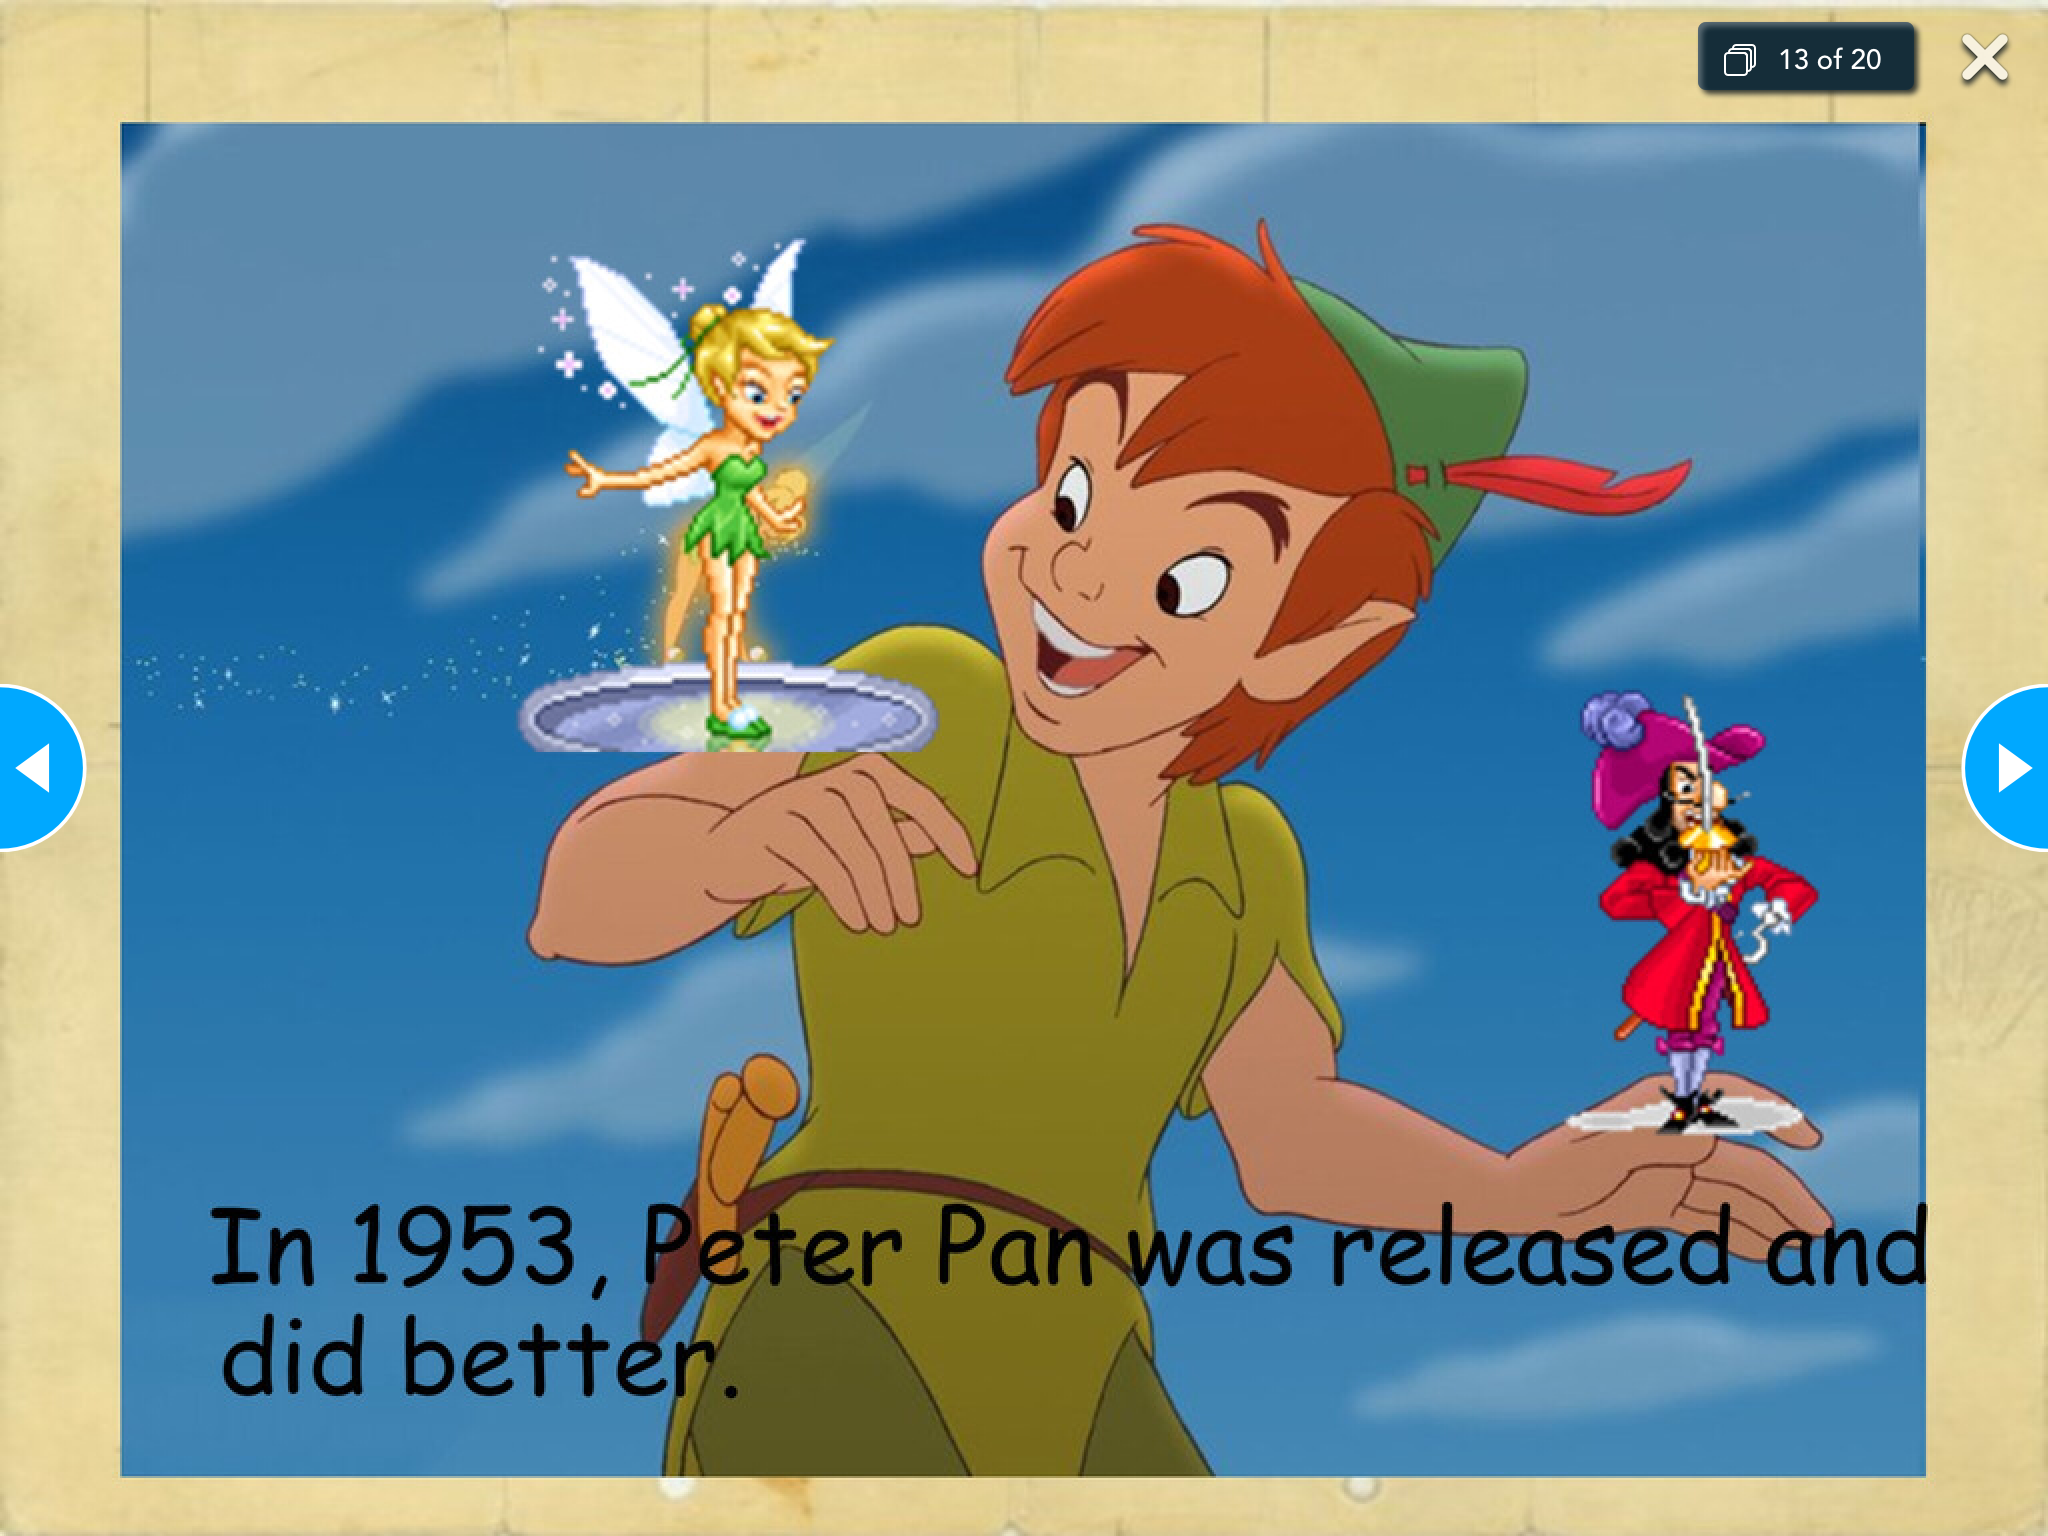 13 of 20
In 1953, Peter Pan was released and
did better.